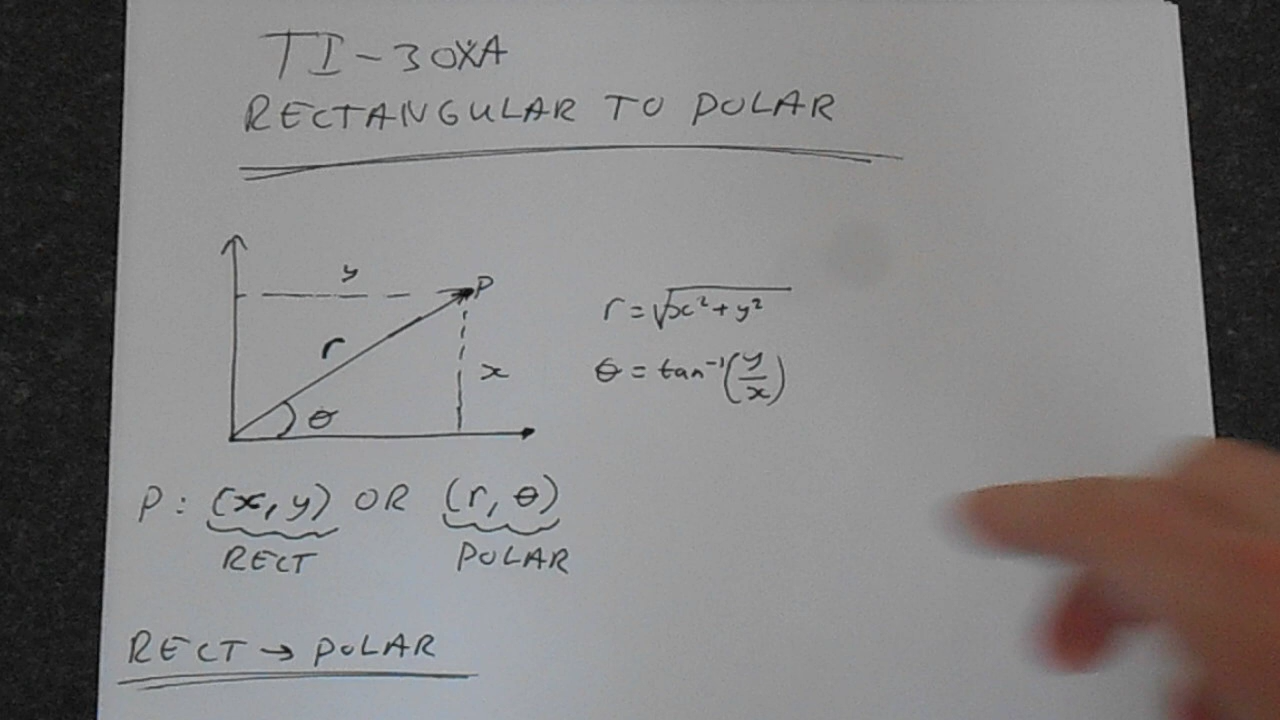 TI-30XA
RECTANGULAR TO POLAR
y
P
r
x
θ
r = √x²+y²
θ = tan⁻¹(y/x)
P: (x, y) OR (r, θ)
RECT POLAR
RECT → POLAR